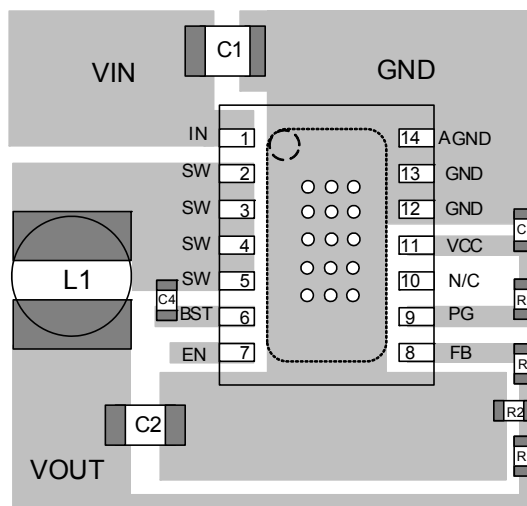 C1
VIN
GND
IN 1 14 AGND
SW 2 13 GND
SW 3 12 GND
C
SW 4 11 VCC
L1
SW 5 10 N/C
C4
R
BST 6 9 PG
EN 7 8 FB
R
R2
C2
R
VOUT